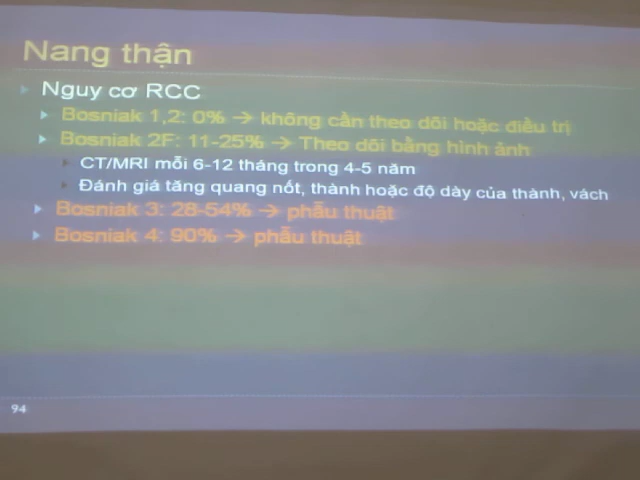 Nang thận
Nguy cơ RCC
Bosniak 1,2: 0% → không cần theo dõi hoặc điều trị
Bosniak 2F: 11-25% → Theo dõi bằng hình ảnh
CT/MRI mỗi 6-12 tháng trong 4-5 năm
Đánh giá tăng quang nốt, thành hoặc độ dày của thành, vách
Bosniak 3: 28-54% → phẫu thuật
Bosniak 4: 90% → phẫu thuật
94